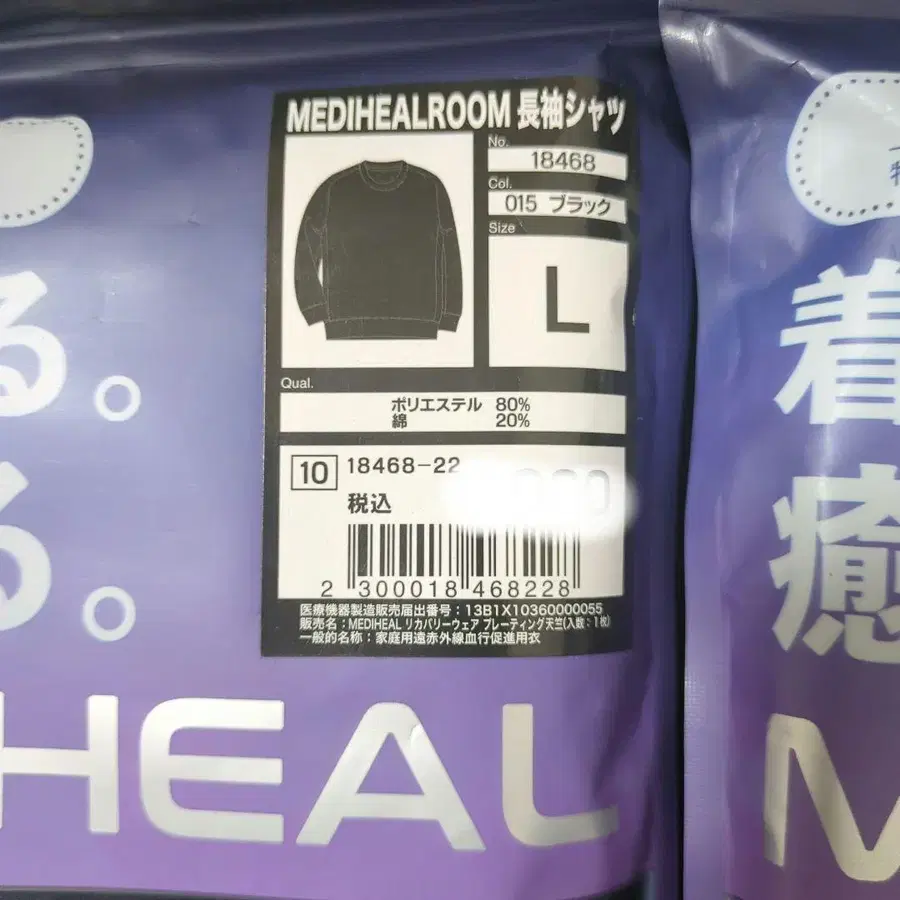 MEDIHEALROOM 長袖シャツ
No.
18468
Col.
015 ブラック
Size
L
Qual.
ポリエステル 80%
綿 20%
10 18468-22
税込
2 300018 468228
医療機器製造販売届出番号：13B1X10360000055
販売名：MEDIHEAL リカバリーウェア プレーティング天竺(入数：1枚)
一般的名称：家庭用遠赤外線血行促進用衣
る。
る。
HEAL
着
癒
M